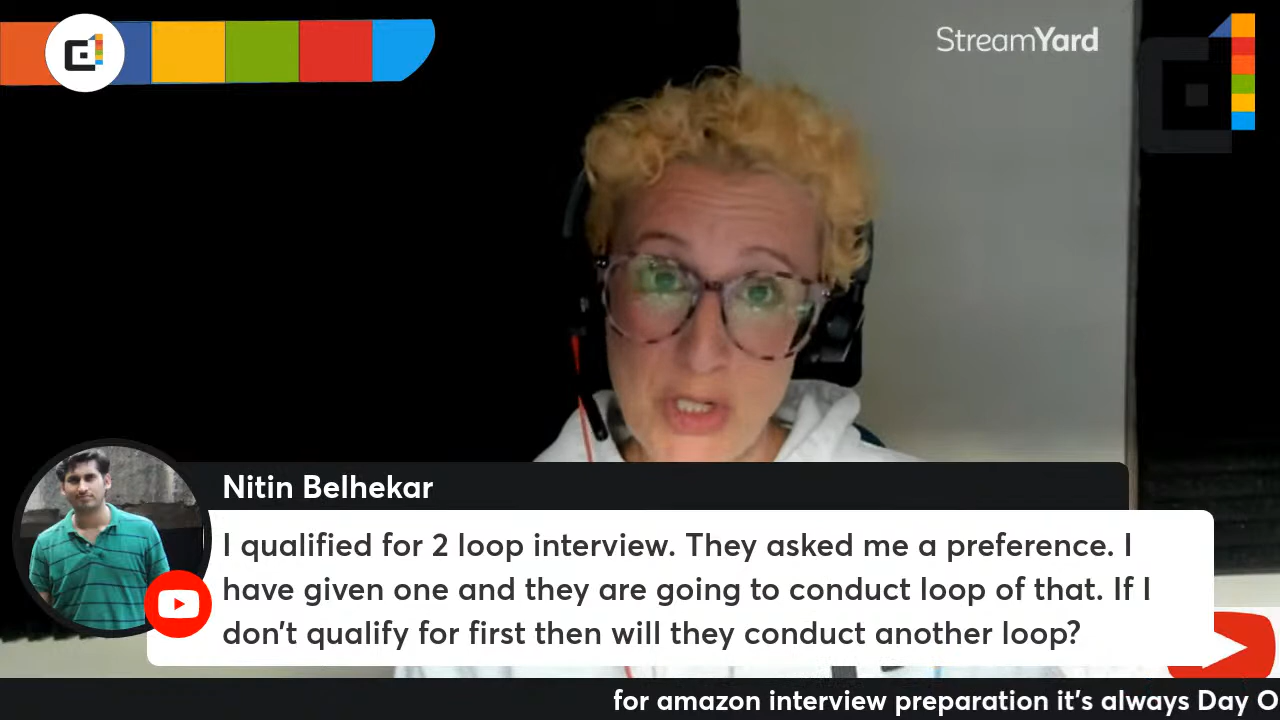 StreamYard
Nitin Belhekar
I qualified for 2 loop interview. They asked me a preference. I
have given one and they are going to conduct loop of that. If I
don't qualify for first then will they conduct another loop?
for amazon interview preparation it's always Day O